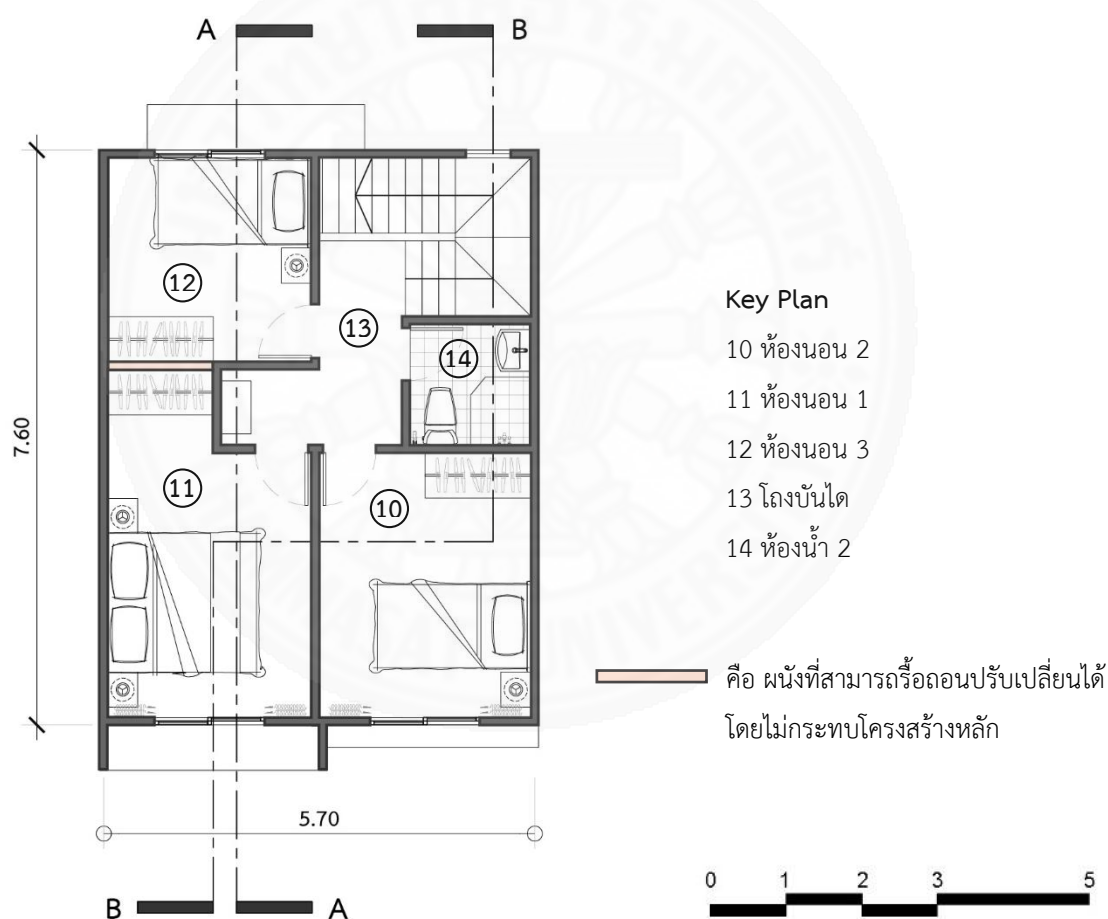 A
B
7.60
12
13
14
11
10
5.70
B
A
Key Plan
10 ห้องนอน 2
11 ห้องนอน 1
12 ห้องนอน 3
13 โถงบันได
14 ห้องน้ำ 2
คือ ผนังที่สามารถรื้อถอนปรับเปลี่ยนได้
โดยไม่กระทบโครงสร้างหลัก
0 1 2 3 5